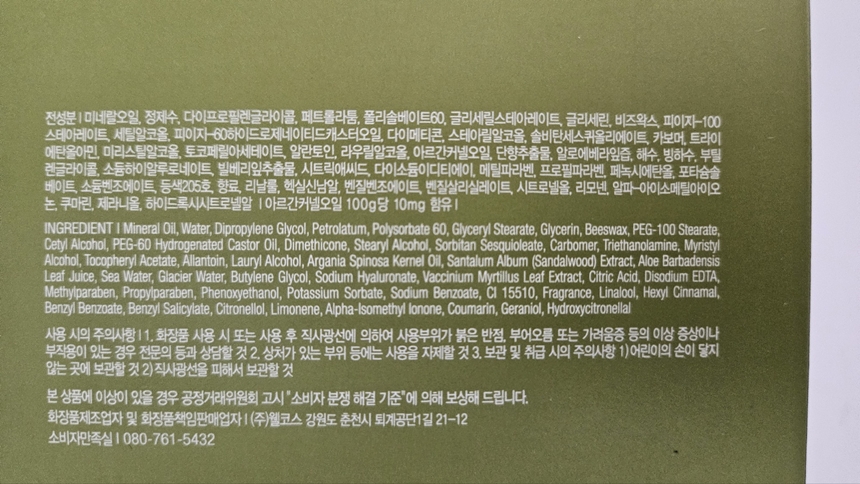 전성분 I 미네랄오일, 정제수, 다이프로필렌글라이콜, 페트롤라툼, 폴리솔베이트60, 글리세릴스테아레이트, 글리세린, 비즈왁스, 피이지-100
스테아레이트, 세틸알코올, 피이지-60하이드로제네이티드캐스터오일, 다이메티콘, 스테아릴알코올, 솔비탄세스퀴올리에이트, 카보머, 트라이
에탄올아민, 미리스틸알코올, 토코페릴아세테이트, 알란토인, 라우릴알코올, 아르간커넬오일, 단향추출물, 알로에베라잎즙, 해수, 빙하수, 부틸
렌글라이콜, 소듐하이알루로네이트, 빌베리잎추출물, 시트릭애씨드, 다이소듐이디티에이, 메틸파라벤, 프로필파라벤, 페녹시에탄올, 포타슘솔
베이트, 소듐벤조에이트, 등색205호, 향료, 리날룰, 헥실신남알, 벤질벤조에이트, 벤질살리실레이트, 시트로넬올, 리모넨, 알파-아이소메틸아이오
논, 쿠마린, 제라니올, 하이드록시시트로넬알 I 아르간커넬오일 100g당 10mg 함유 I
INGREDIENT I Mineral Oil, Water, Dipropylene Glycol, Petrolatum, Polysorbate 60, Glyceryl Stearate, Glycerin, Beeswax, PEG-100 Stearate,
Cetyl Alcohol, PEG-60 Hydrogenated Castor Oil, Dimethicone, Stearyl Alcohol, Sorbitan Sesquioleate, Carbomer, Triethanolamine, Myristyl
Alcohol, Tocopheryl Acetate, Allantoin, Lauryl Alcohol, Argania Spinosa Kernel Oil, Santalum Album (Sandalwood) Extract, Aloe Barbadensis
Leaf Juice, Sea Water, Glacier Water, Butylene Glycol, Sodium Hyaluronate, Vaccinium Myrtillus Leaf Extract, Citric Acid, Disodium EDTA,
Methylparaben, Propylparaben, Phenoxyethanol, Potassium Sorbate, Sodium Benzoate, CI 15510, Fragrance, Linalool, Hexyl Cinnamal,
Benzyl Benzoate, Benzyl Salicylate, Citronellol, Limonene, Alpha-Isomethyl Ionone, Coumarin, Geraniol, Hydroxycitronellal
사용 시의 주의사항 I 1. 화장품 사용 시 또는 사용 후 직사광선에 의하여 사용부위가 붉은 반점, 부어오름 또는 가려움증 등의 이상 증상이나
부작용이 있는 경우 전문의 등과 상담할 것 2. 상처가 있는 부위 등에는 사용을 자제할 것 3. 보관 및 취급 시의 주의사항 1) 어린이의 손이 닿지
않는 곳에 보관할 것 2) 직사광선을 피해서 보관할 것
본 상품에 이상이 있을 경우 공정거래위원회 고시 "소비자 분쟁 해결 기준"에 의해 보상해 드립니다.
화장품제조업자 및 화장품책임판매업자 I (주)웰코스 강원도 춘천시 퇴계공단1길 21-12
소비자만족실 I 080-761-5432